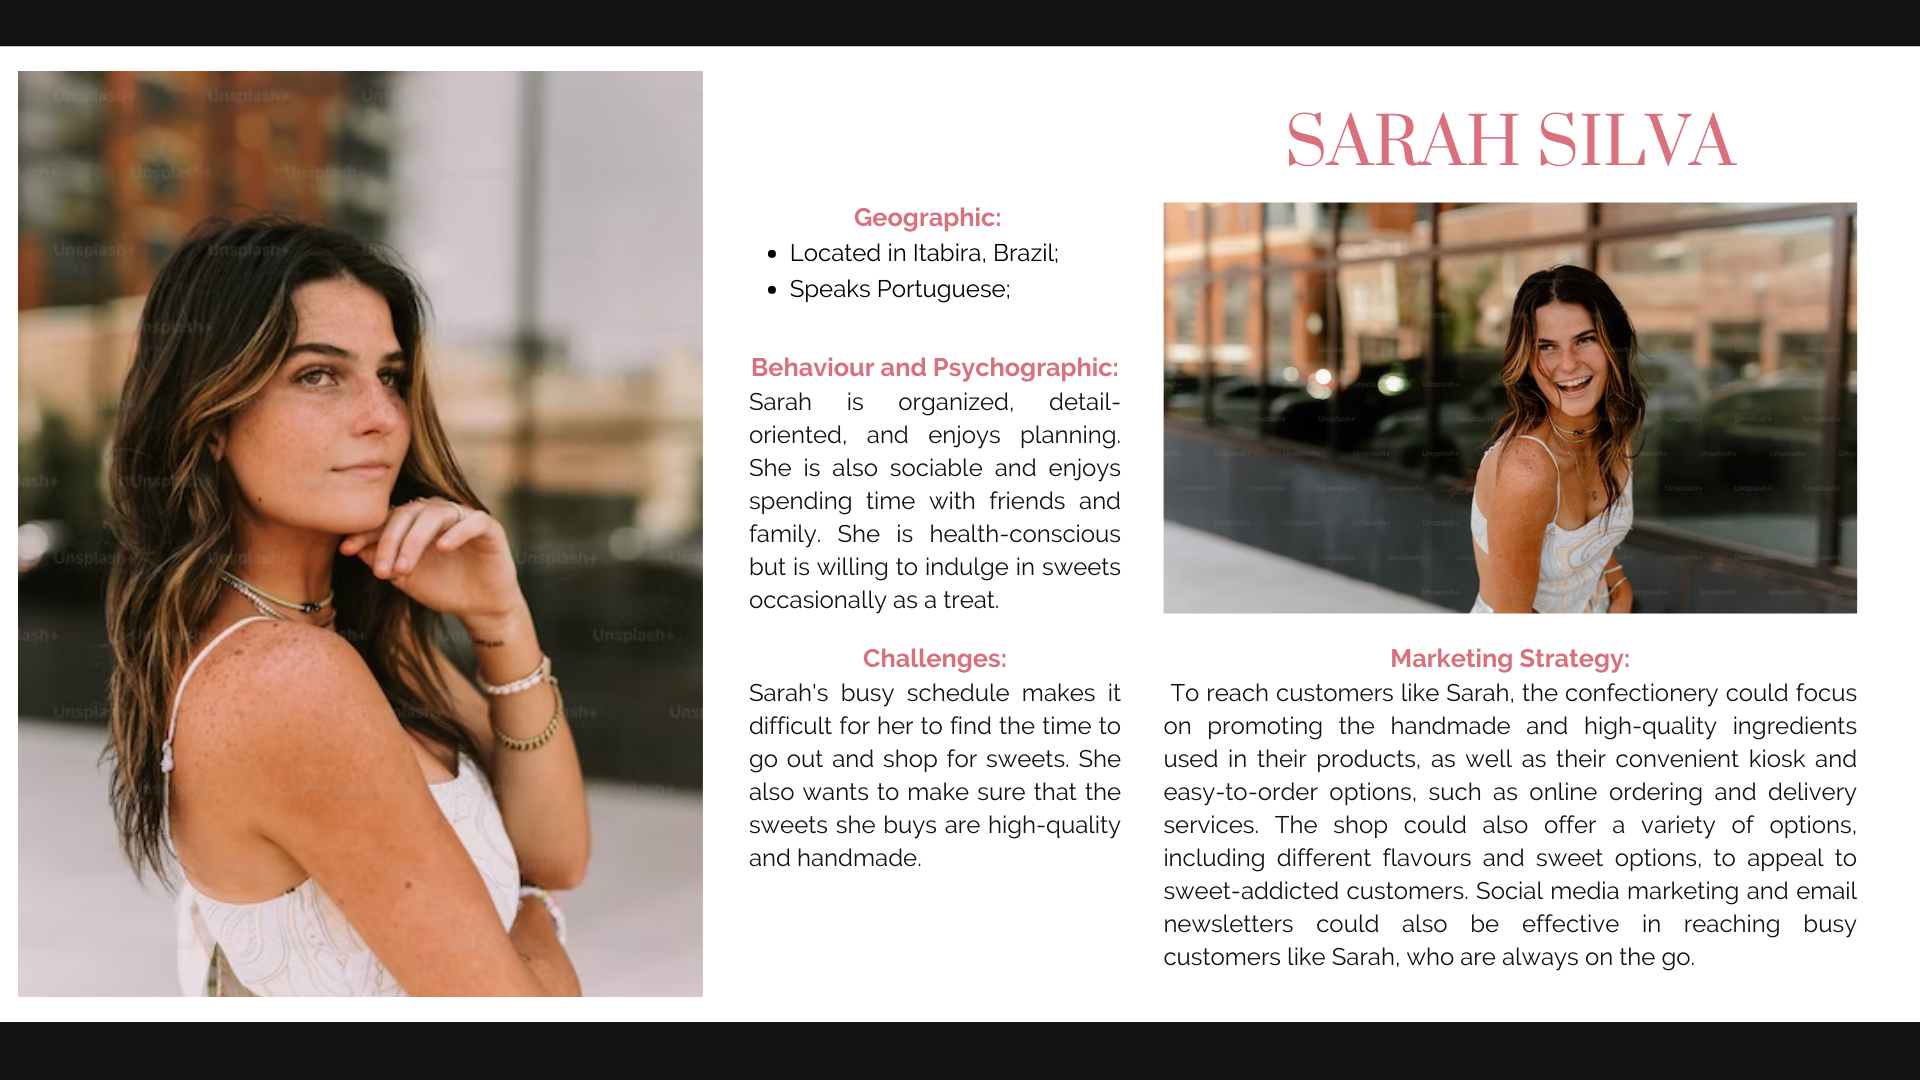 SARAH SILVA
Geographic:
Located in Itabira, Brazil;
Speaks Portuguese;
Behaviour and Psychographic:
Sarah is organized, detail-
oriented, and enjoys planning.
She is also sociable and enjoys
spending time with friends and
family. She is health-conscious
but is willing to indulge in sweets
occasionally as a treat.
Challenges:
Sarah's busy schedule makes it
difficult for her to find the time to
go out and shop for sweets. She
also wants to make sure that the
sweets she buys are high-quality
and handmade.
Marketing Strategy:
To reach customers like Sarah, the confectionery could focus
on promoting the handmade and high-quality ingredients
used in their products, as well as their convenient kiosk and
easy-to-order options, such as online ordering and delivery
services. The shop could also offer a variety of options,
including different flavours and sweet options, to appeal to
sweet-addicted customers. Social media marketing and email
newsletters could also be effective in reaching busy
customers like Sarah, who are always on the go.
Unsplash+